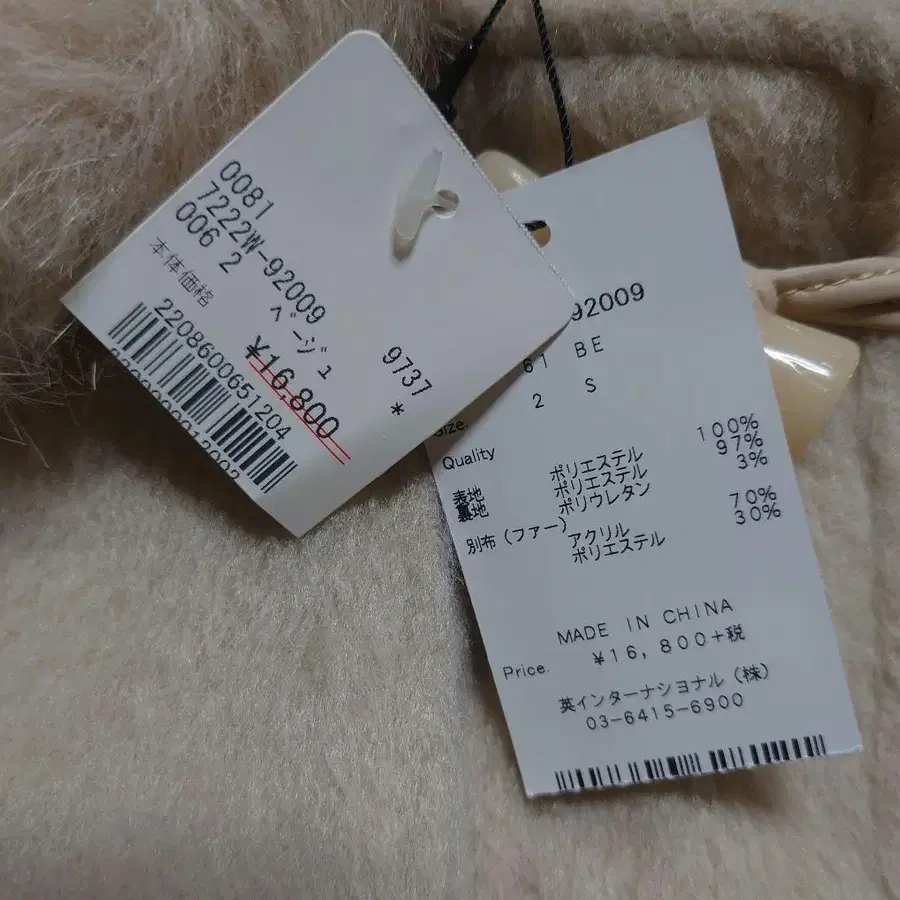 0081
7222W-92009
006 2 ベージュ 9737
本体価格 ¥16,800 *
2208600651204
92009
61 BE
Size. 2 S
Quality
表地 ポリエステル 100%
裏地 ポリエステル 97%
ポリウレタン 3%
別布(ファー) アクリル 70%
ポリエステル 30%
MADE IN CHINA
Price. ¥16,800+税
英インターナショナル(株)
03-6415-6900